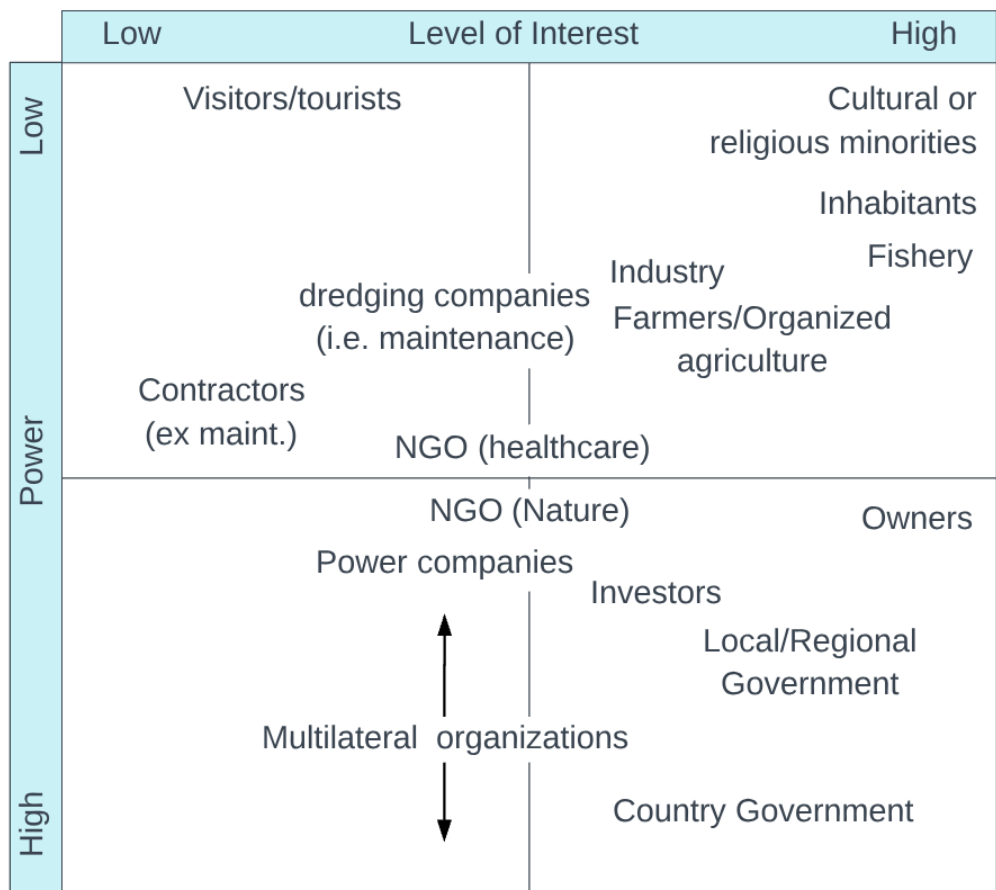 Low Level of Interest High
Low
Power
High
Visitors/tourists
Cultural or
religious minorities
Inhabitants
Fishery
Industry
dredging companies
(i.e. maintenance)
Farmers/Organized
agriculture
Contractors
(ex maint.)
NGO (healthcare)
NGO (Nature)
Owners
Power companies
Investors
Local/Regional
Government
Multilateral organizations
Country Government